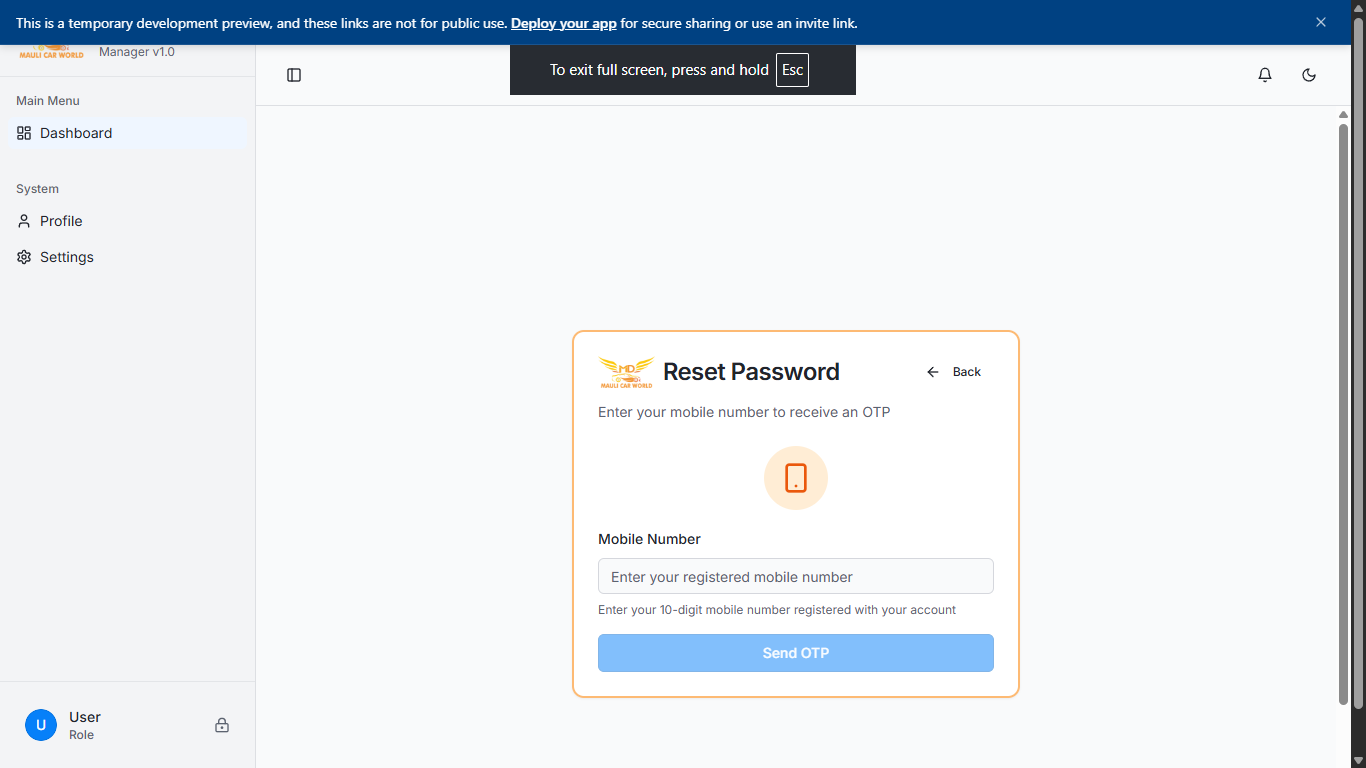 This is a temporary development preview, and these links are not for public use. Deploy your app for secure sharing or use an invite link.
MAULI CAR WORLD
Manager v1.0
To exit full screen, press and hold Esc
Main Menu
Dashboard
System
Profile
Settings
MD
MAULI CAR WORLD
Reset Password
Back
Enter your mobile number to receive an OTP
Mobile Number
Enter your registered mobile number
Enter your 10-digit mobile number registered with your account
Send OTP
U
User
Role